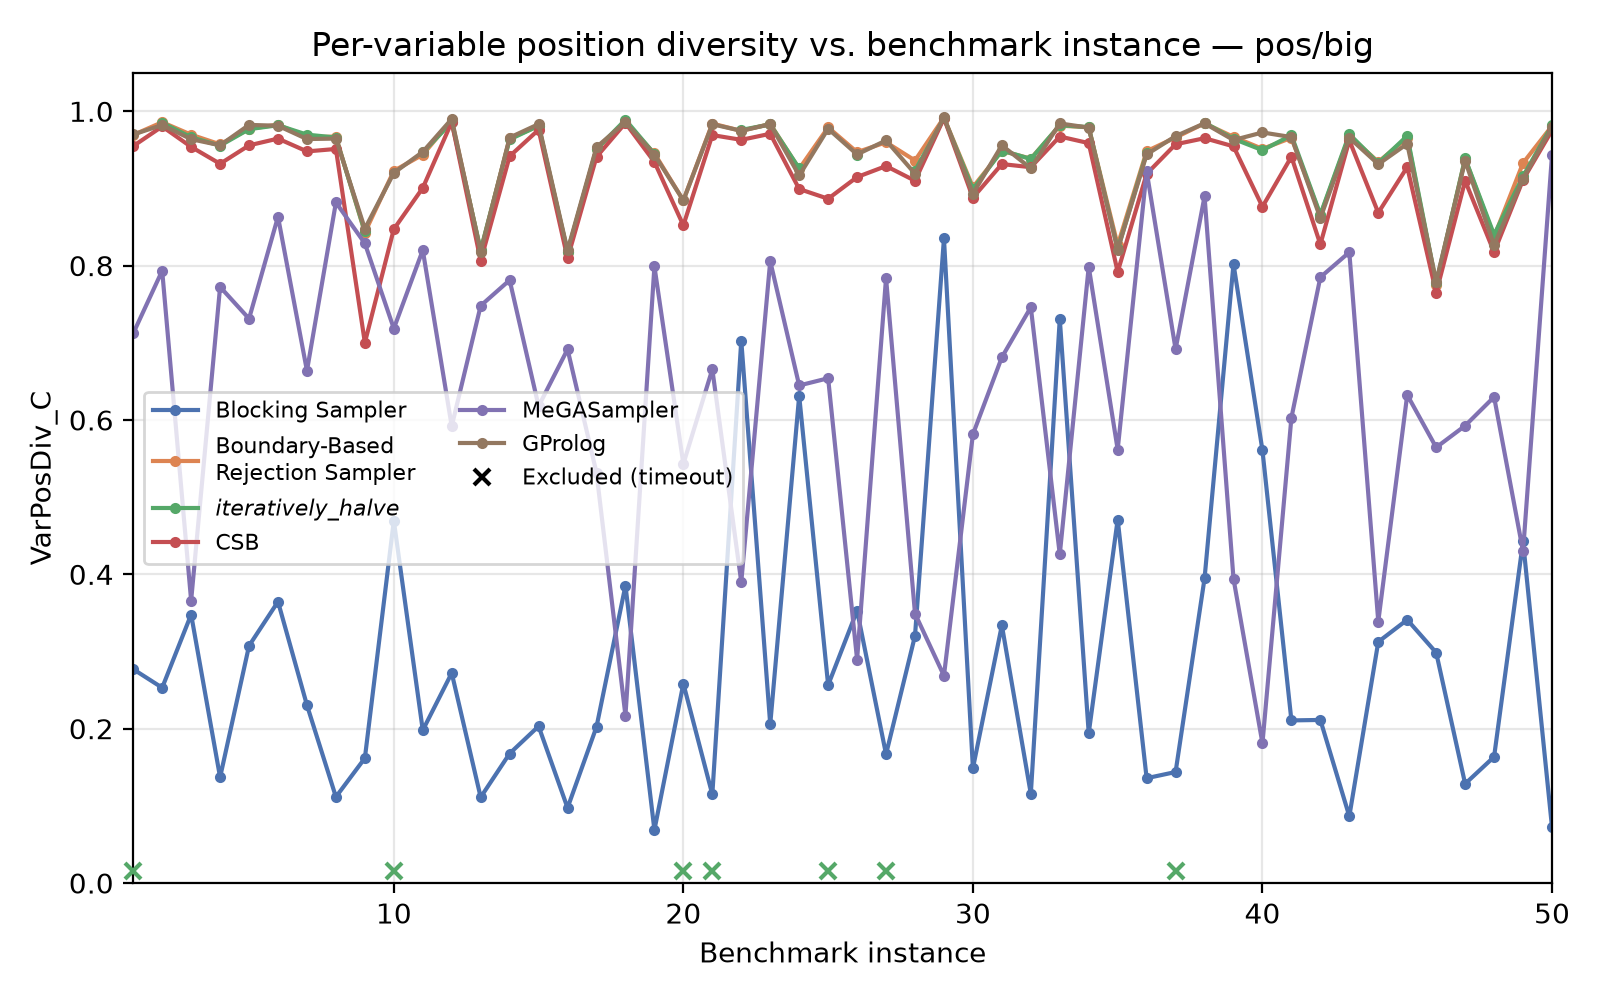 Per-variable position diversity vs. benchmark instance — pos/big
VarPosDiv_C
1.0
0.8
0.6
0.4
0.2
0.0
Blocking Sampler
Boundary-Based
Rejection Sampler
iteratively_halve
CSB
MeGASampler
GProlog
Excluded (timeout)
10
20
30
40
50
Benchmark instance